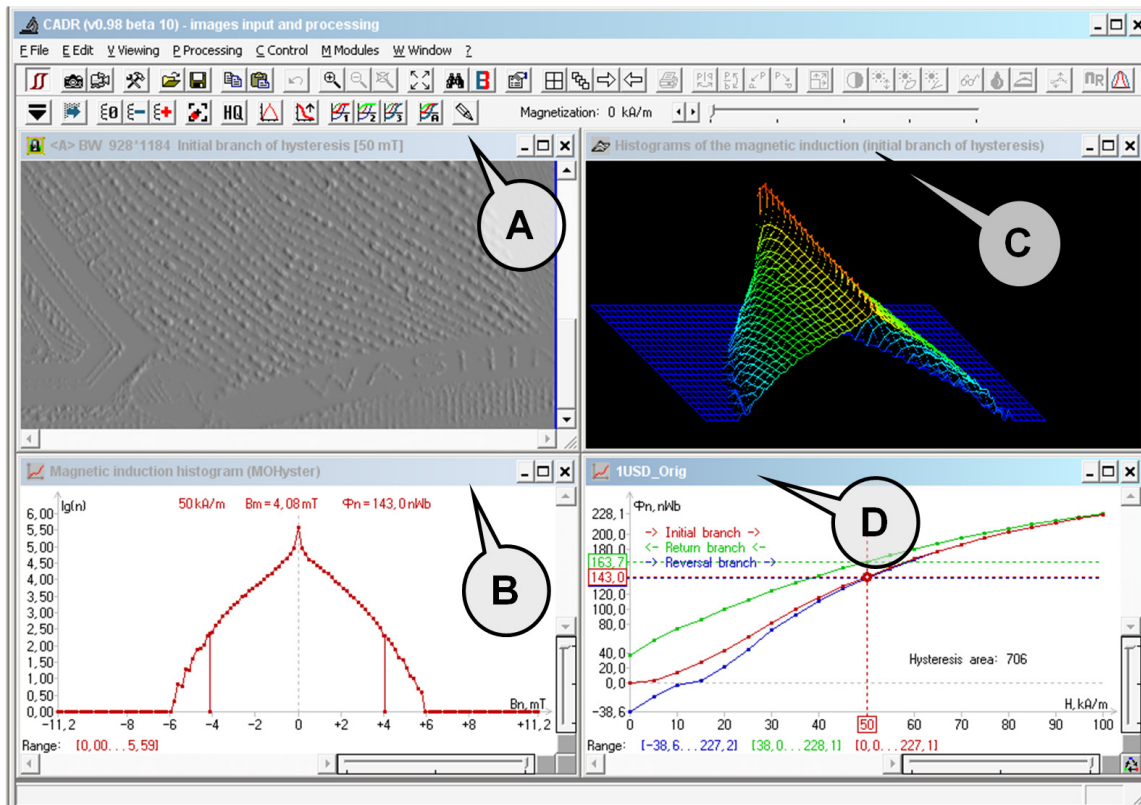 CADR (v0.98 beta 10) - images input and processing
F File E Edit V Viewing P Processing C Control M Modules W Window ?
ξ0 ξ- ξ+ HQ 1 2 3 A Magnetization: 0 kA/m
<A> BW 928*1184 Initial branch of hysteresis [50 mT]
A
WASHIN
Histograms of the magnetic induction (initial branch of hysteresis)
C
Magnetic induction histogram (MOHyster)
lg(n)
50 kA/m Bm=4,08 mT Φn=143,0 nWb
6,00
5,50
5,00
4,50
4,00
3,50
3,00
2,50
2,00
1,50
1,00
0,50
0,00
-11,2 -6 -4 -2 0 +2 +4 +6 +8 +11,2
Bn, mT
Range: [0,00...5,59]
B
1USD_Orig
Φn, nWb
228,1
200,0
180,0
163,7
143,0
120,0
100,0
80,0
40,0
20,0
0,0
-38,6
-> Initial branch ->
<- Return branch <-
-> Reversal branch ->
Hysteresis area: 706
0 10 20 30 40 50 60 70 80 90 100
H, kA/m
Range: [-38,6...227,2] [38,0...228,1] [0,0...227,1]
D